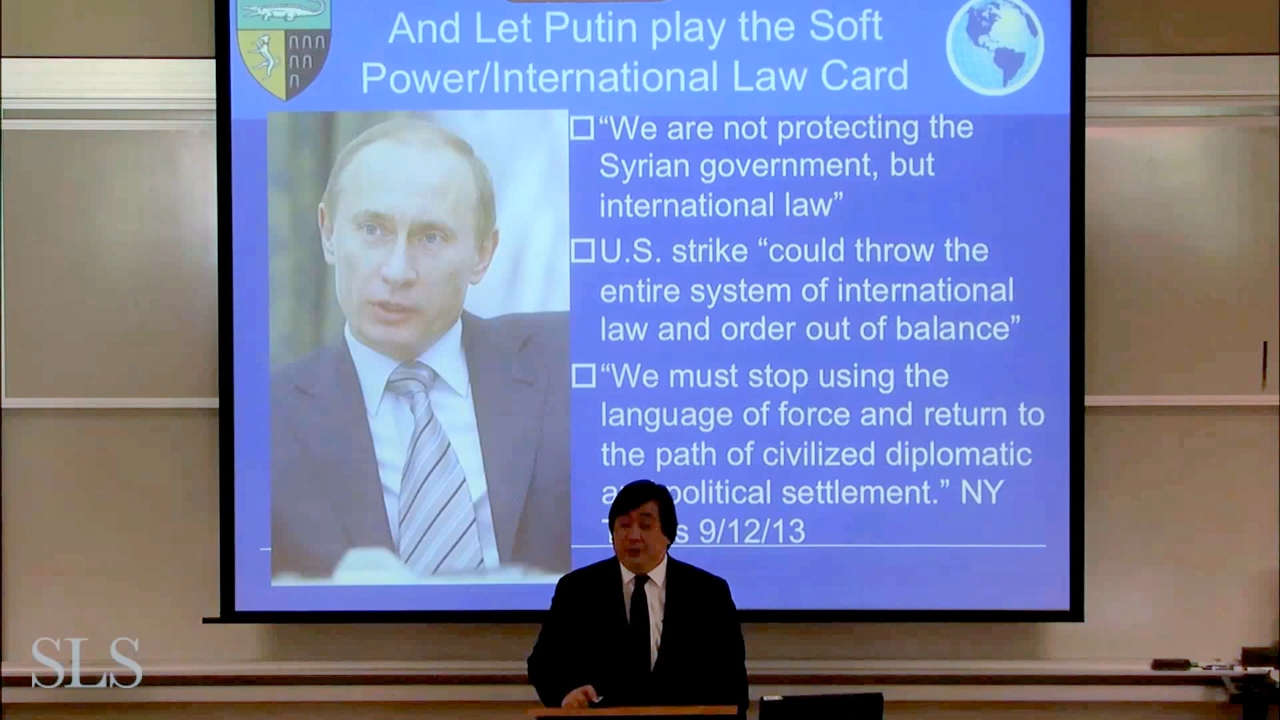 And Let Putin play the Soft
Power/International Law Card
“We are not protecting the
Syrian government, but
international law”
U.S. strike “could throw the
entire system of international
law and order out of balance”
“We must stop using the
language of force and return to
the path of civilized diplomatic
political settlement.” NY
9/12/13
SLS